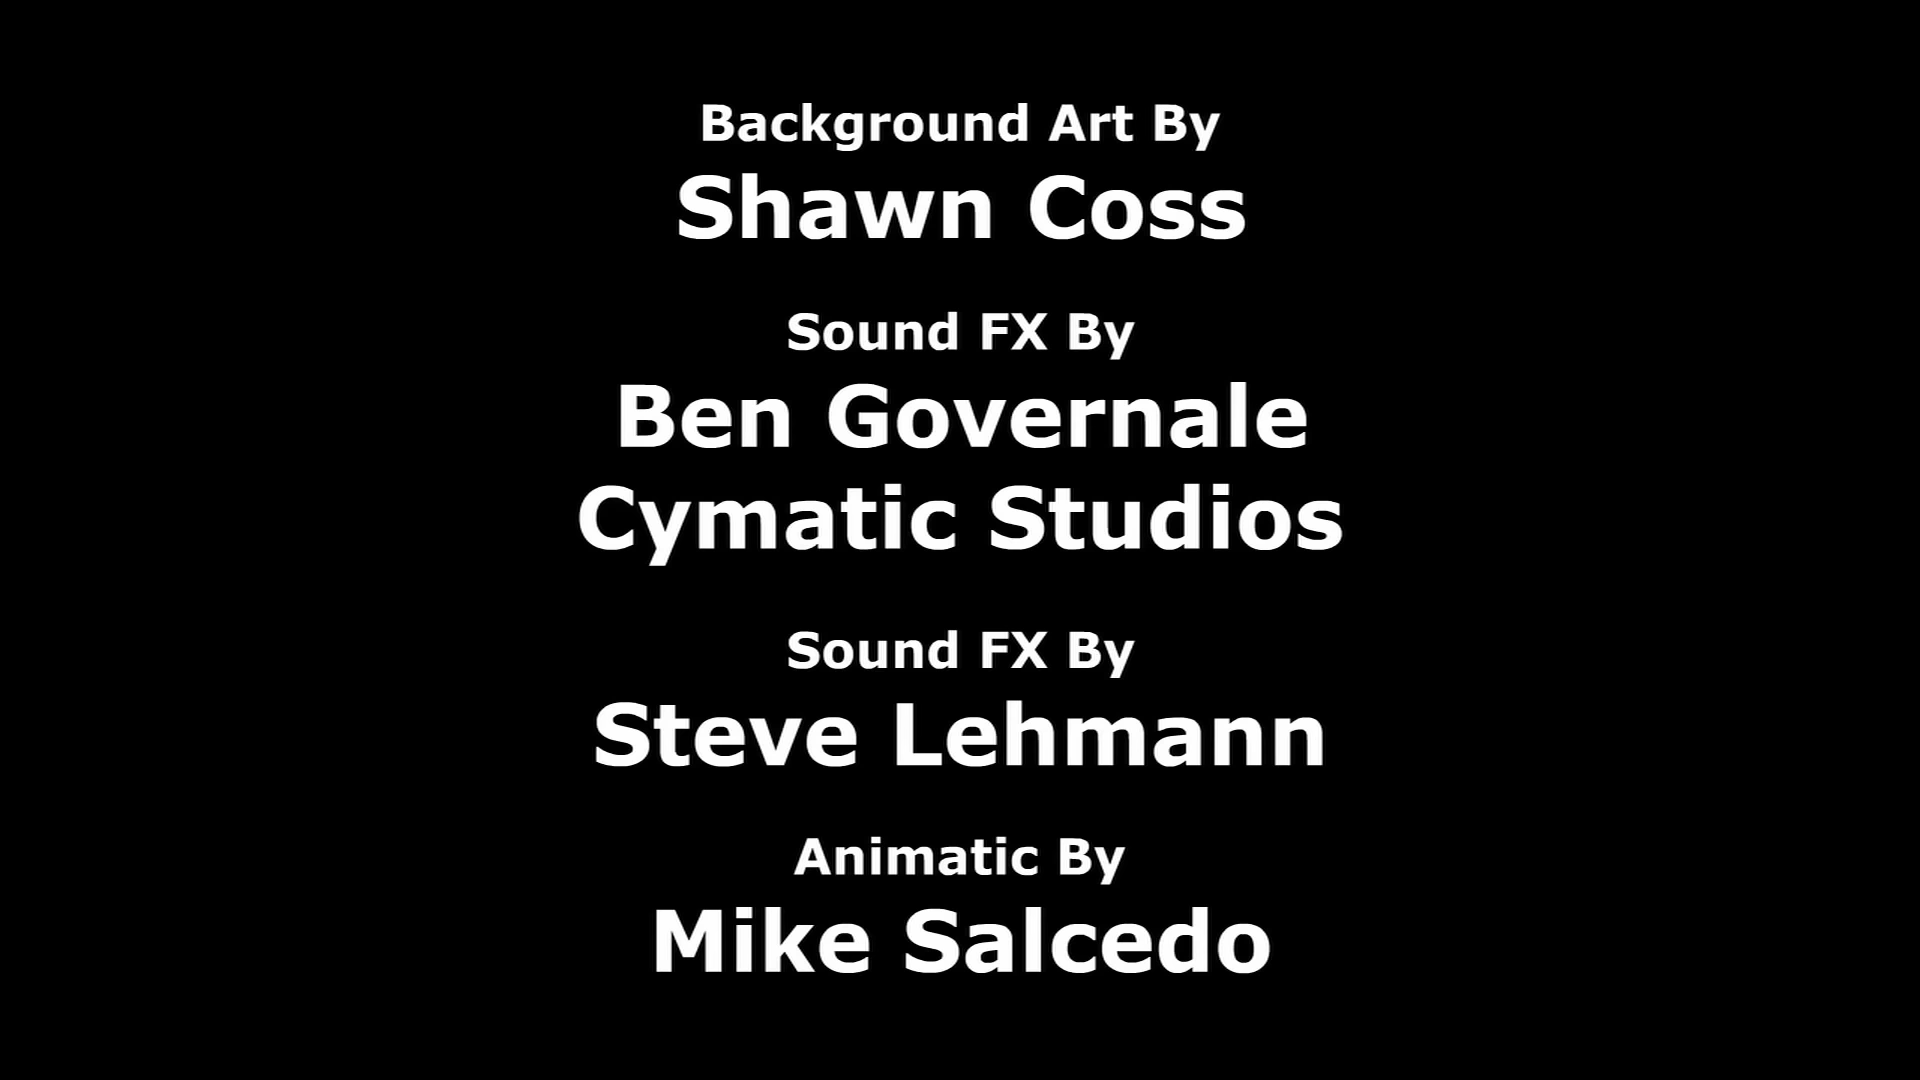 Background Art By
Shawn Coss
Sound FX By
Ben Governale
Cymatic Studios
Sound FX By
Steve Lehmann
Animatic By
Mike Salcedo